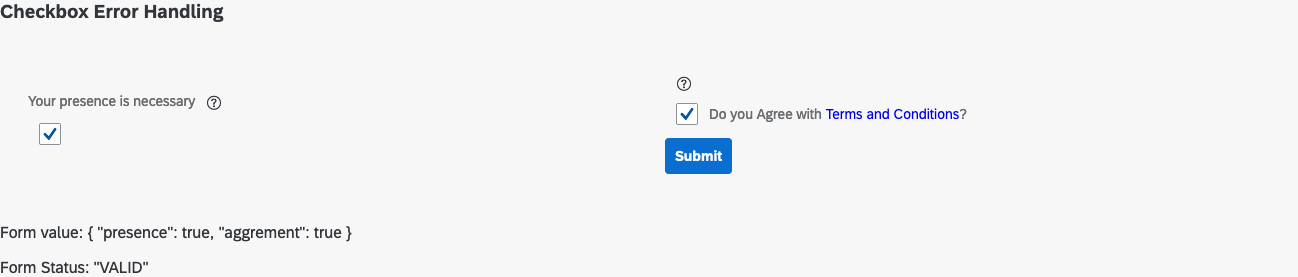 Checkbox Error Handling
Your presence is necessary ?
?
Do you Agree with Terms and Conditions?
Submit
Form value: { "presence": true, "aggrement": true }
Form Status: "VALID"